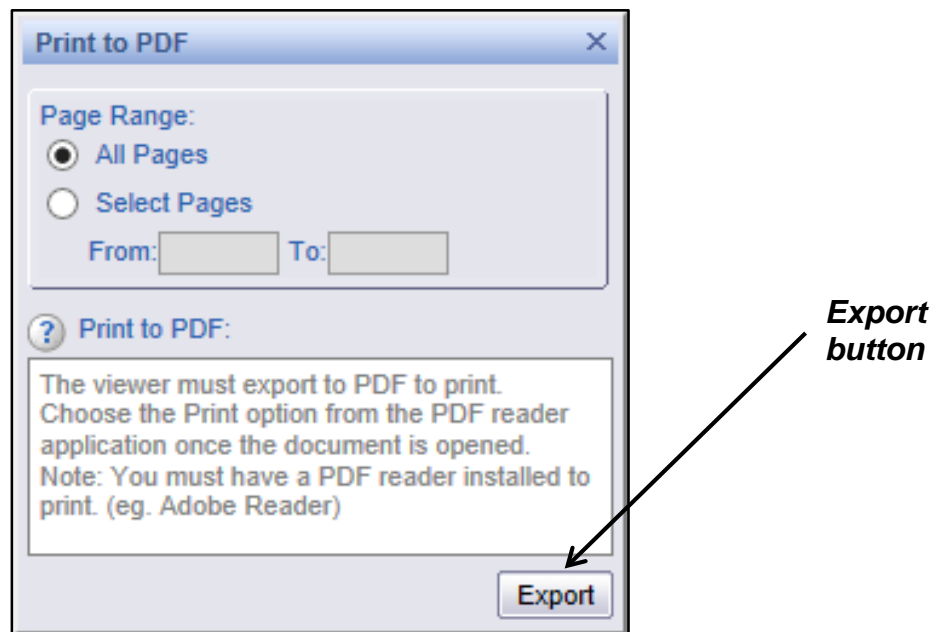 Print to PDF
Page Range:
All Pages
Select Pages
From: To:
? Print to PDF:
The viewer must export to PDF to print.
Choose the Print option from the PDF reader
application once the document is opened.
Note: You must have a PDF reader installed to
print. (eg. Adobe Reader)
Export
Export
button